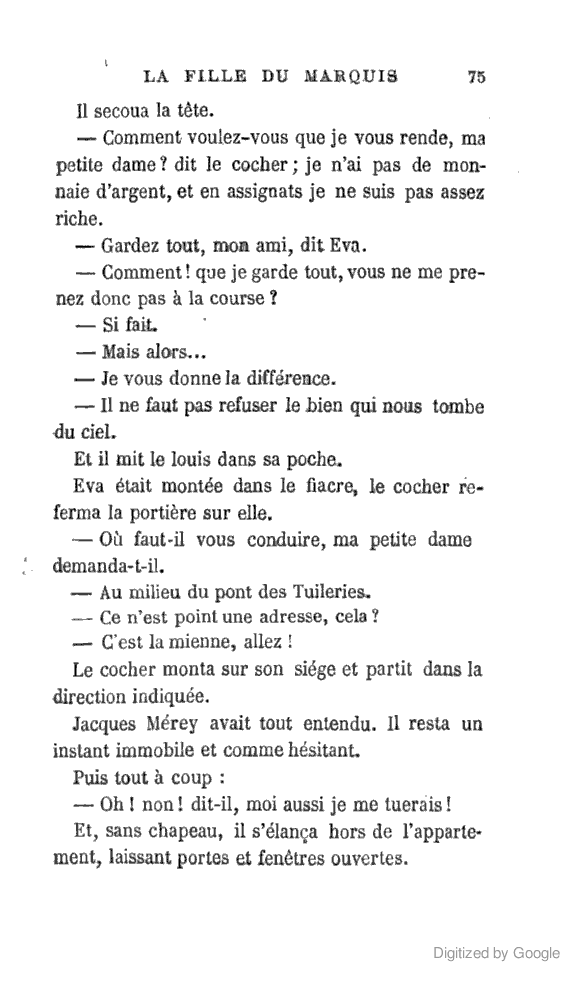 LA FILLE DU MARQUIS 75
Il secoua la tête.
— Comment voulez-vous que je vous rende, ma
petite dame ? dit le cocher ; je n'ai pas de mon-
naie d'argent, et en assignats je ne suis pas assez
riche.
— Gardez tout, mon ami, dit Eva.
— Comment ! que je garde tout, vous ne me pre-
nez donc pas à la course ?
— Si fait.
— Mais alors...
— Je vous donne la différence.
— Il ne faut pas refuser le bien qui nous tombe
du ciel.
Et il mit le louis dans sa poche.
Eva était montée dans le fiacre, le cocher re-
ferma la portière sur elle.
— Où faut-il vous conduire, ma petite dame
demanda-t-il.
— Au milieu du pont des Tuileries.
— Ce n'est point une adresse, cela ?
— C'est la mienne, allez !
Le cocher monta sur son siége et partit dans la
direction indiquée.
Jacques Mérey avait tout entendu. Il resta un
instant immobile et comme hésitant.
Puis tout à coup :
— Oh ! non ! dit-il, moi aussi je me tuerais !
Et, sans chapeau, il s'élança hors de l'apparte-
ment, laissant portes et fenêtres ouvertes.
Digitized by Google